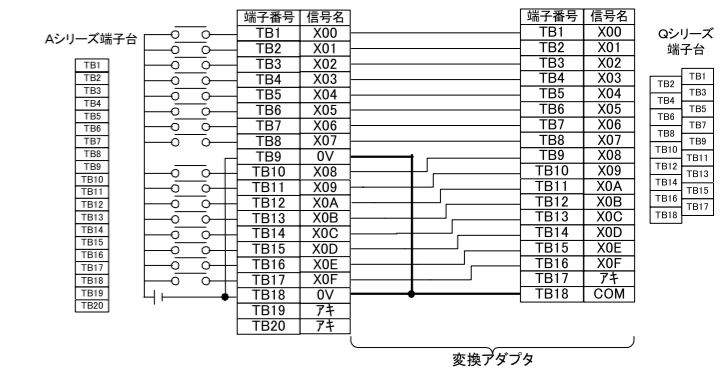 Aシリーズ端子台
TB1
TB2
TB3
TB4
TB5
TB6
TB7
TB8
TB9
TB10
TB11
TB12
TB13
TB14
TB15
TB16
TB17
TB18
TB19
TB20
端子番号 信号名
TB1 X00
TB2 X01
TB3 X02
TB4 X03
TB5 X04
TB6 X05
TB7 X06
TB8 X07
TB9 0V
TB10 X08
TB11 X09
TB12 X0A
TB13 X0B
TB14 X0C
TB15 X0D
TB16 X0E
TB17 X0F
TB18 0V
TB19 アキ
TB20 アキ
端子番号 信号名
TB1 X00
TB2 X01
TB3 X02
TB4 X03
TB5 X04
TB6 X05
TB7 X06
TB8 X07
TB9 X08
TB10 X09
TB11 X0A
TB12 X0B
TB13 X0C
TB14 X0D
TB15 X0E
TB16 X0F
TB17 アキ
TB18 COM
Qシリーズ
端子台
TB1
TB2
TB3
TB4
TB5
TB6
TB7
TB8
TB9
TB10
TB11
TB12
TB13
TB14
TB15
TB16
TB17
TB18
変換アダプタ